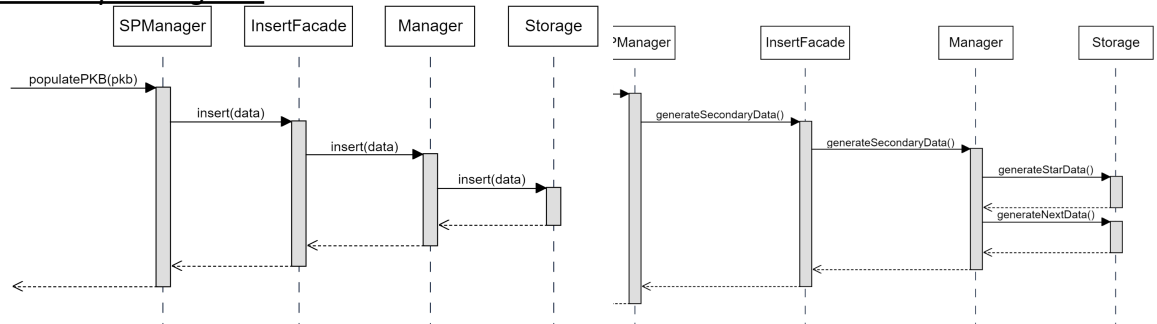 SPManager InsertFacade Manager Storage
populatePKB(pkb)
insert(data)
insert(data)
insert(data)
PManager InsertFacade Manager Storage
generateSecondaryData()
generateSecondaryData()
generateStarData()
generateNextData()